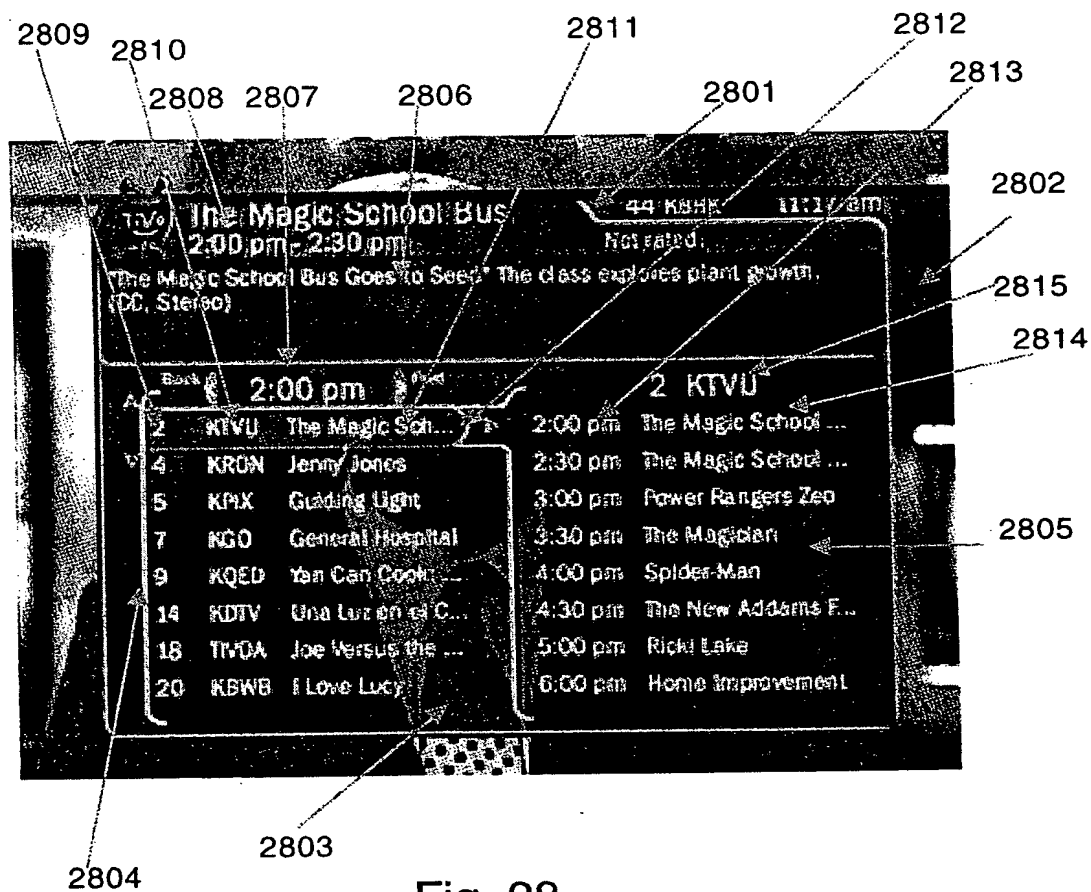 2809
2810
2811
2812
2813
2808
2807
2806
2801
2802
The Magic School Bus
44 KBHK
11:17 am
2:00 pm - 2:30 pm
Not rated.
"The Magic School Bus Goes to Seed" The class explores plant growth.
(CC, Stereo)
2815
2814
Back
2:00 pm
2 KTVU
2 KTVU The Magic Sch...
4 KRON Jenny Jones
5 KPIX Guiding Light
7 KGO General Hospital
9 KQED Yan Can Cook: ...
14 KDTV Una Luz en el C...
18 TIVOA Joe Versus the ...
20 KBWB I Love Lucy
2:00 pm The Magic School ...
2:30 pm The Magic School ...
3:00 pm Power Rangers Zeo
3:30 pm The Magician
4:00 pm Spider-Man
4:30 pm The New Addams F...
5:00 pm Ricki Lake
6:00 pm Home Improvement
2805
2803
2804
Fig.